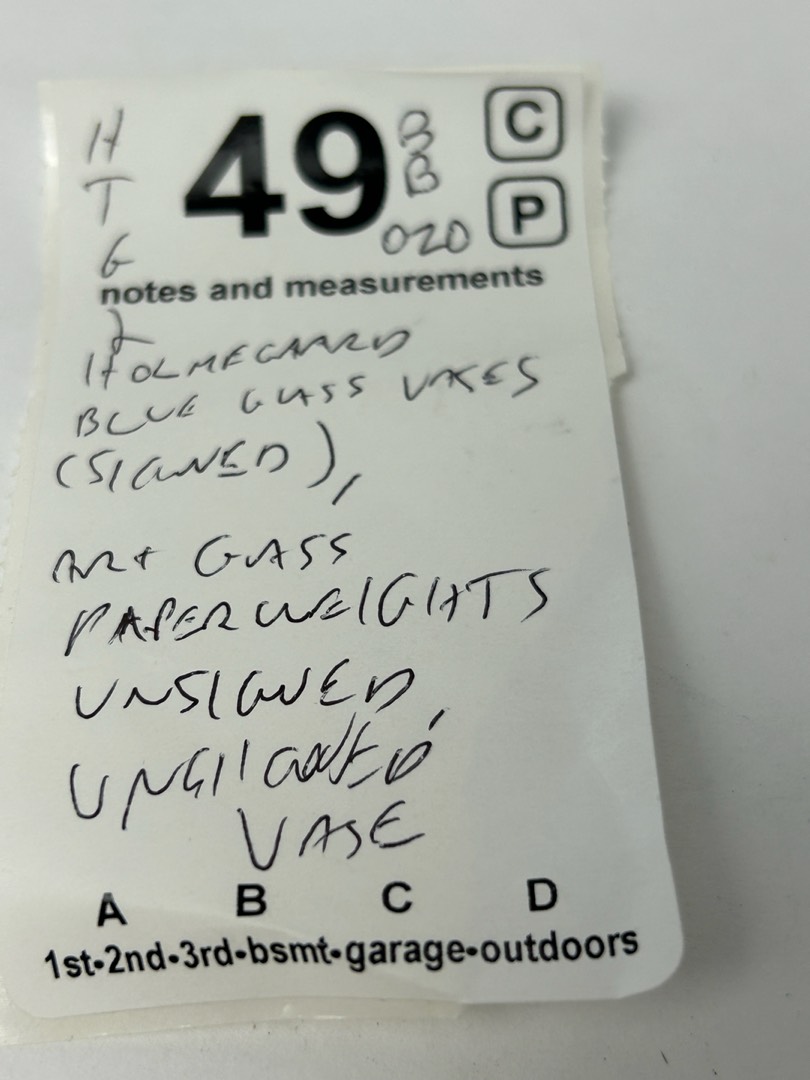 H
T
G
49
B
B
020
C
P
notes and measurements
2
HOLMEGAARD
BLUE GLASS VASES
(SIGNED),
ART GLASS
PAPERWEIGHTS
UNSIGNED,
UNSIIGNED
VASE
A B C D
1st-2nd-3rd-bsmt-garage-outdoors